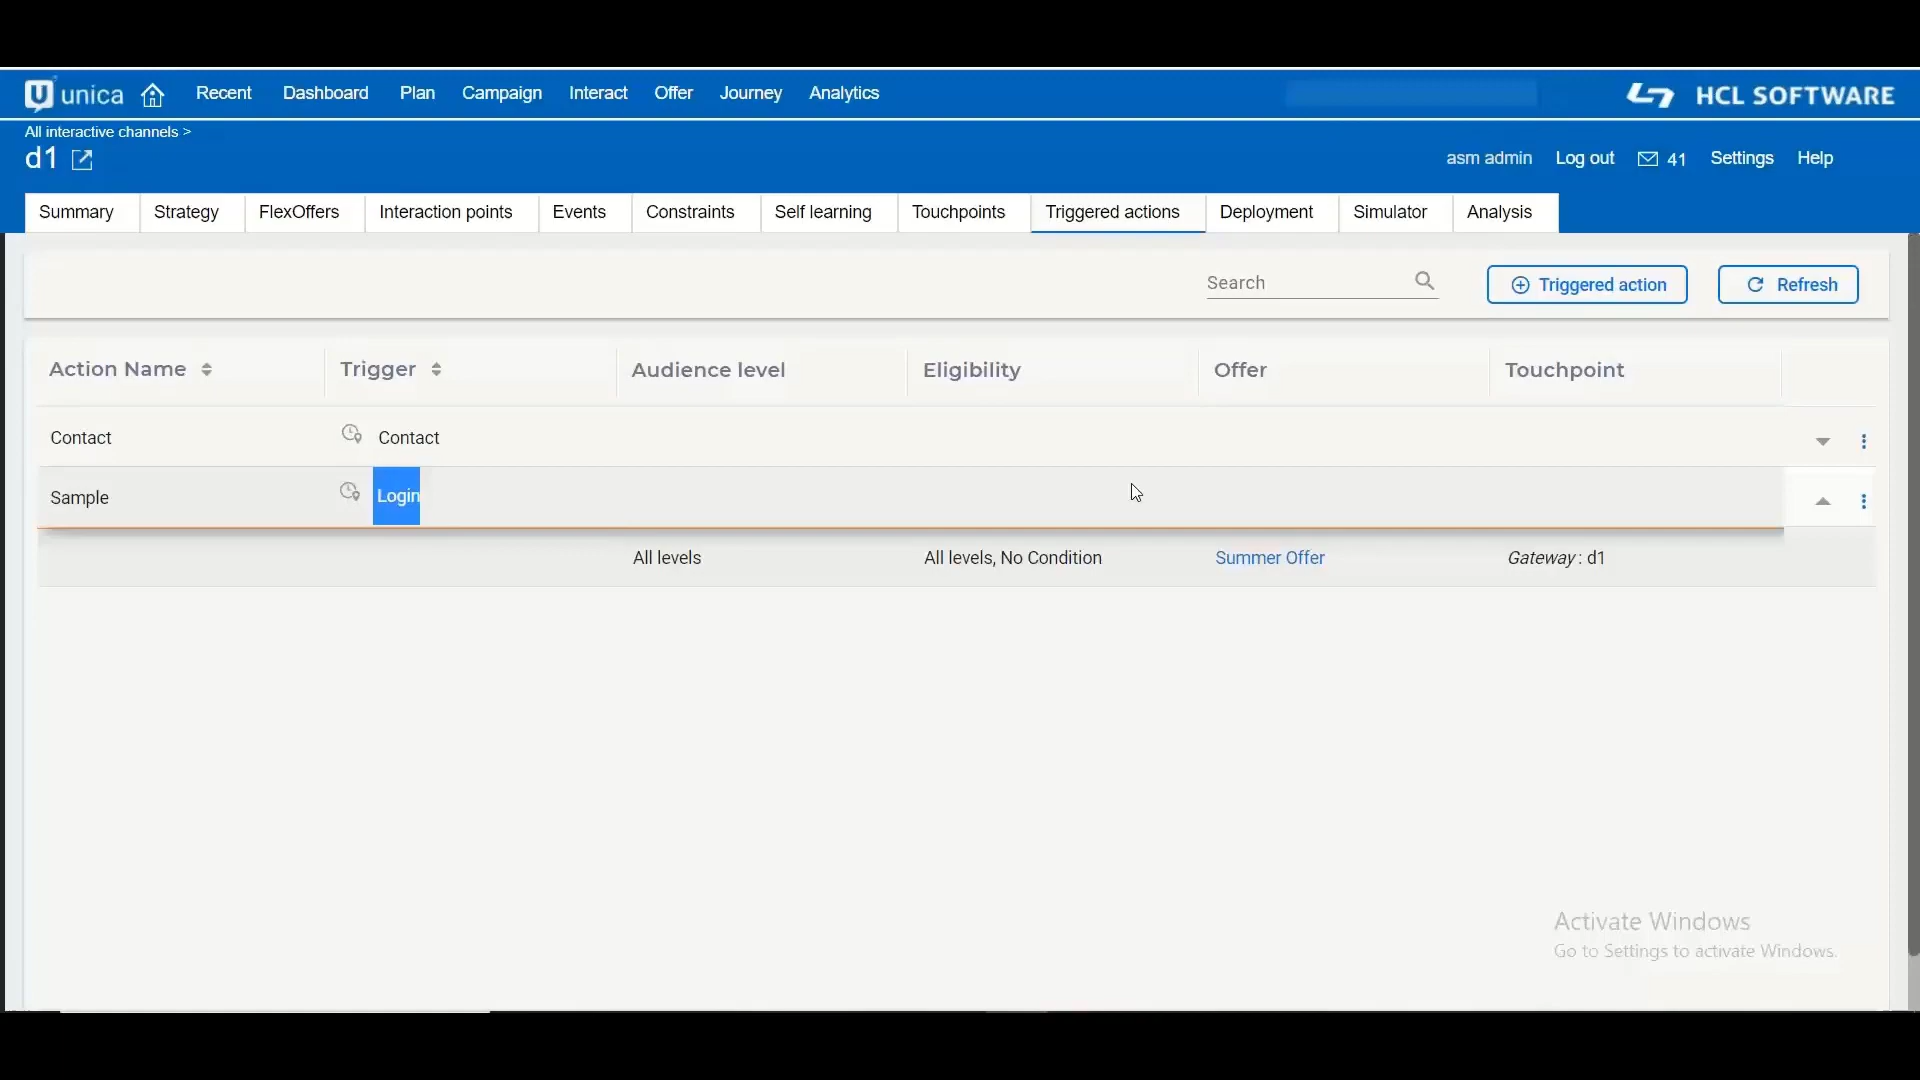 unica Recent Dashboard Plan Campaign Interact Offer Journey Analytics HCL SOFTWARE
All interactive channels >
d1 asm admin Log out 41 Settings Help
Summary Strategy FlexOffers Interaction points Events Constraints Self learning Touchpoints Triggered actions Deployment Simulator Analysis
Search Triggered action Refresh
Action Name Trigger Audience level Eligibility Offer Touchpoint
Contact Contact
Sample Login
All levels All levels, No Condition Summer Offer Gateway : d1
Activate Windows
Go to Settings to activate Windows.